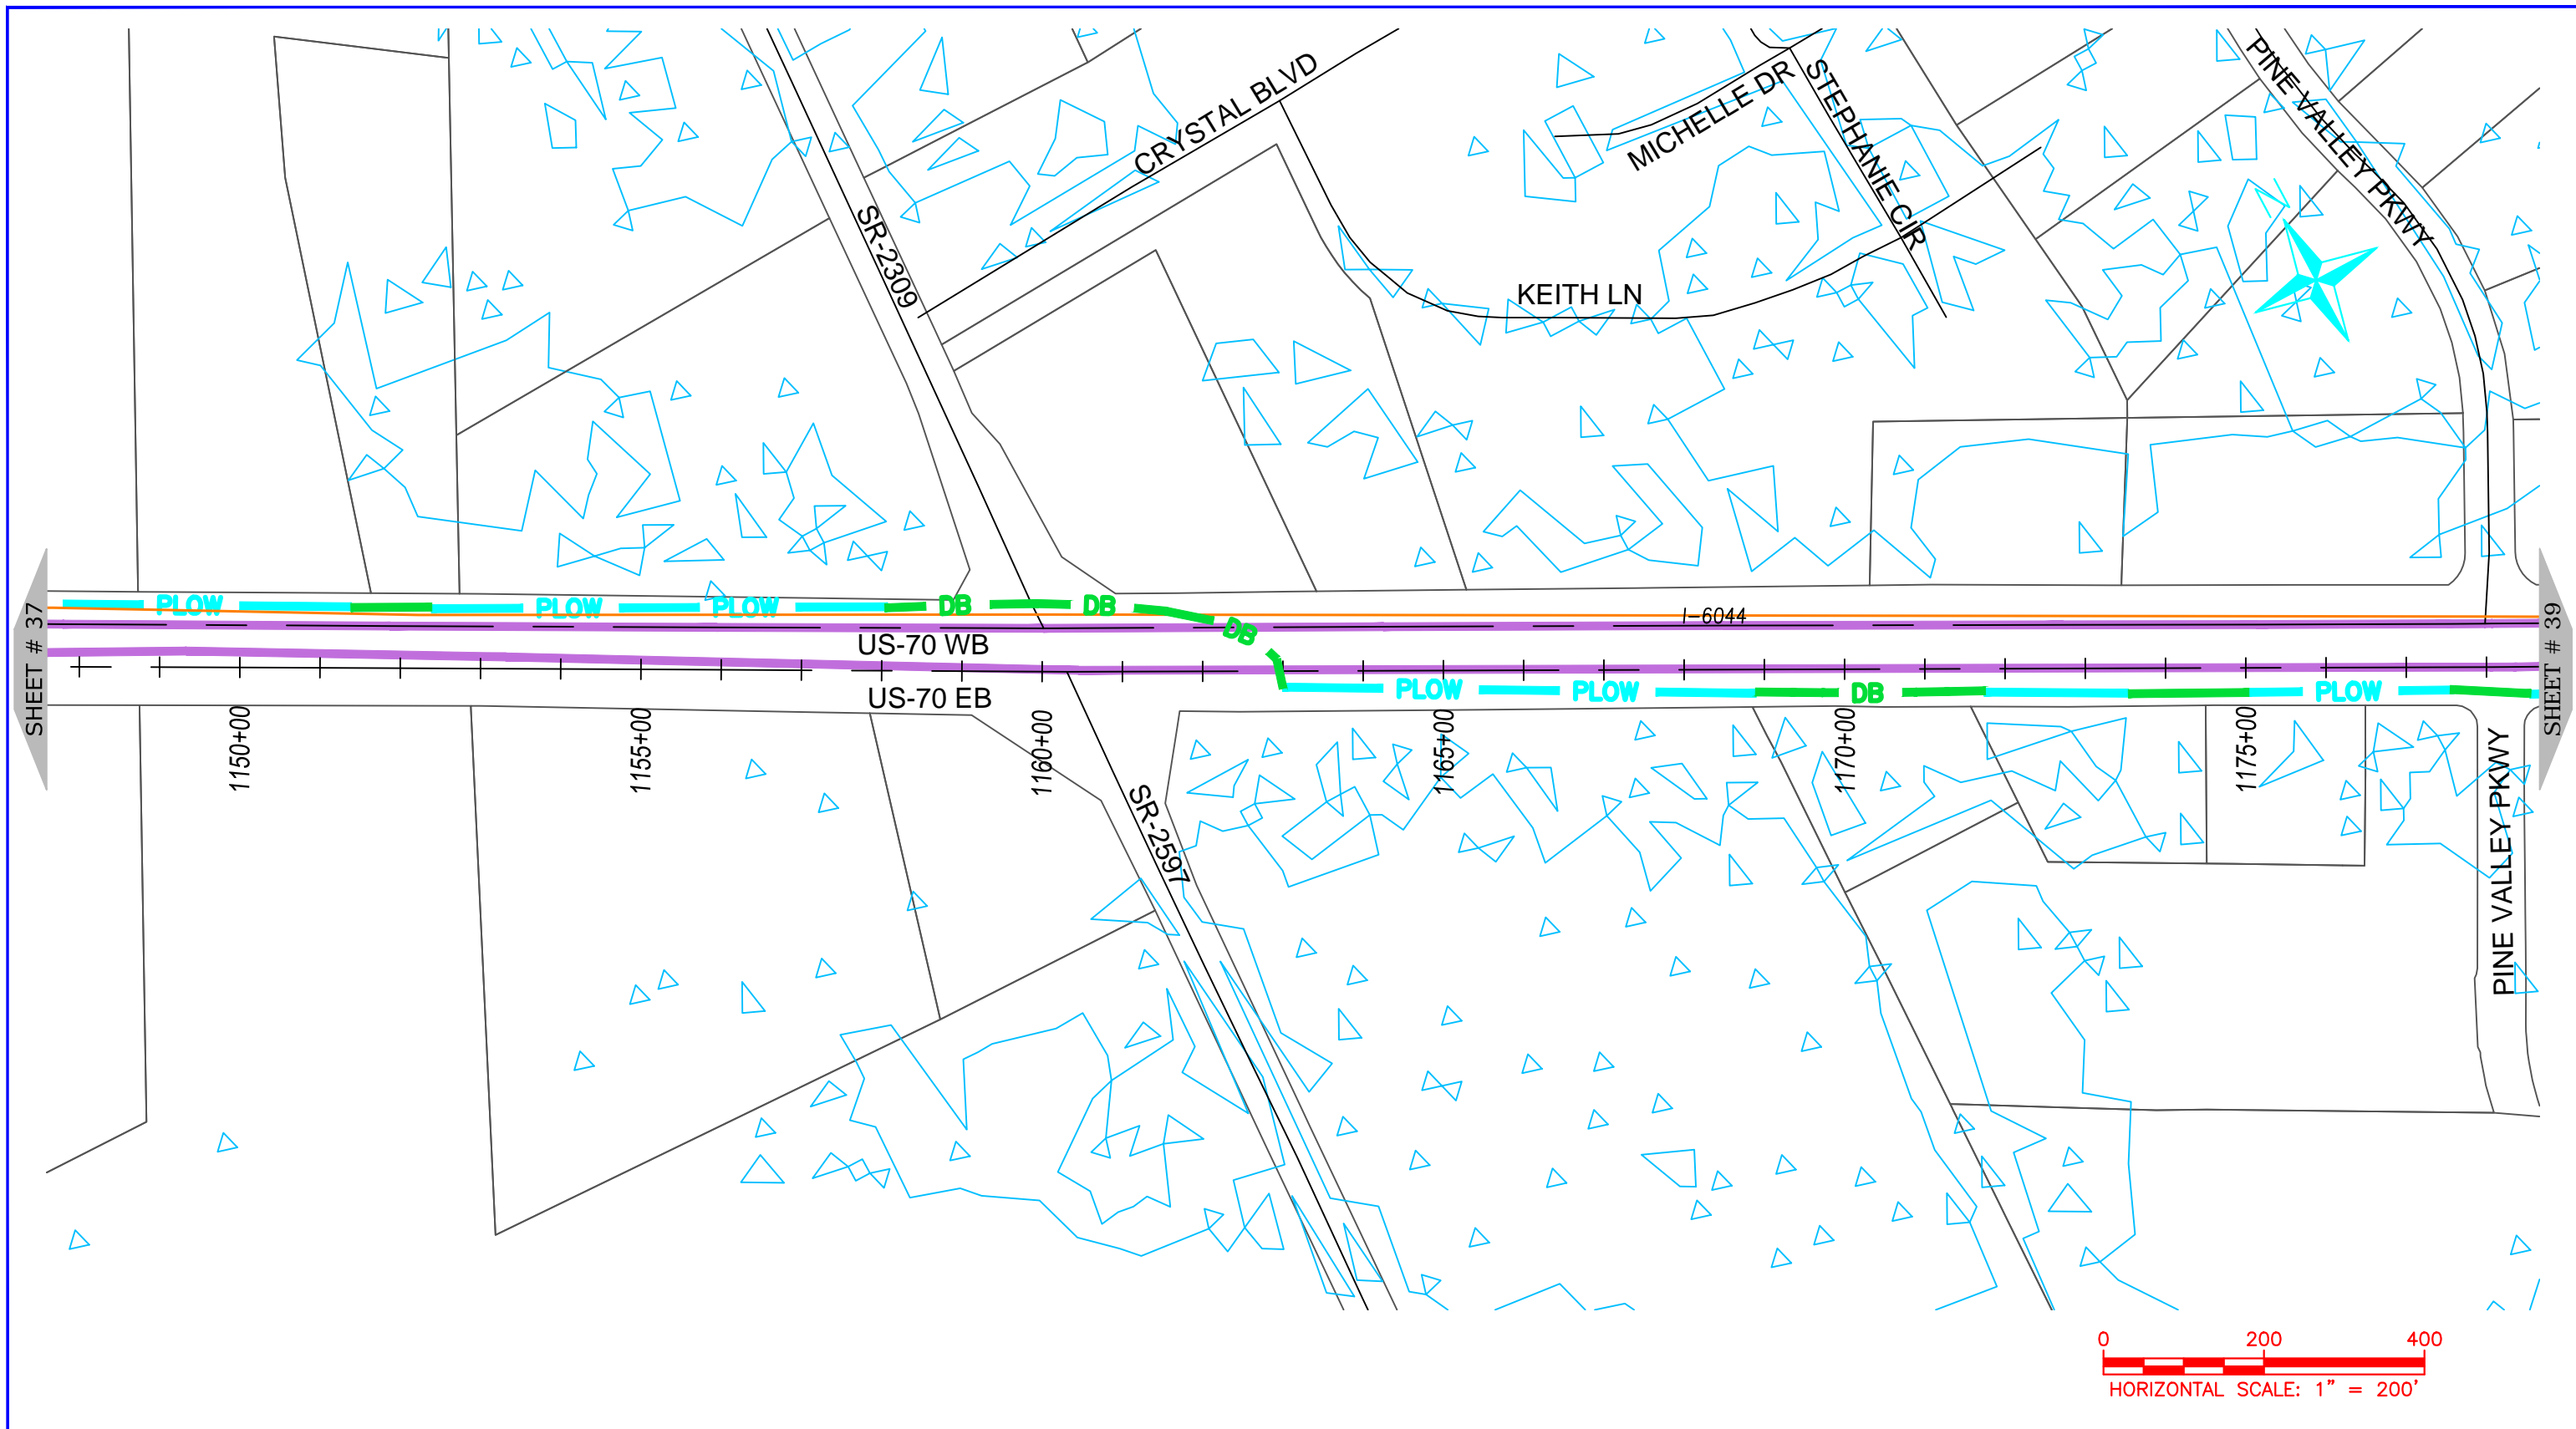 PINE VALLEY PKWY
CRYSTAL BLVD
MICHELLE DR
STEPHANIE CIR
SR-2309
KEITH LN
N
SHEET # 37
PLOW
PLOW
PLOW
DB
DB
DB
I-6044
SHEET # 39
US-70 WB
US-70 EB
PLOW
PLOW
DB
PLOW
1150+00
1155+00
1160+00
1165+00
1170+00
1175+00
SR-2597
PINE VALLEY PKWY
0 200 400
HORIZONTAL SCALE: 1" = 200'